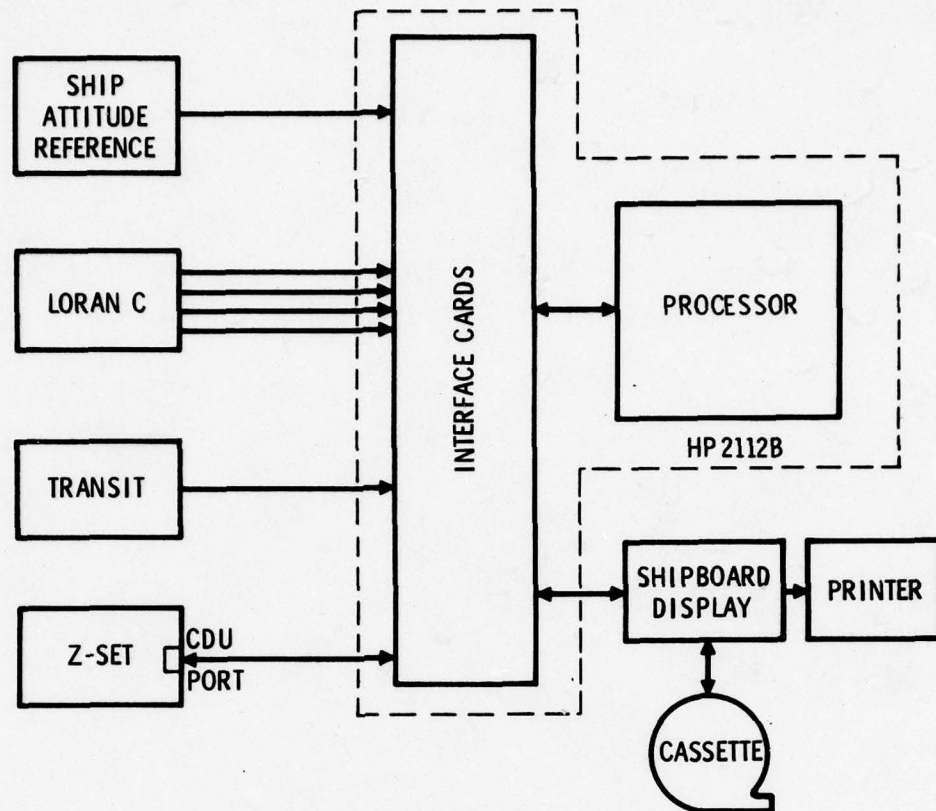 SHIP
ATTITUDE
REFERENCE
LORAN C
TRANSIT
Z-SET
CDU
PORT
INTERFACE CARDS
PROCESSOR
HP 2112B
SHIPBOARD
DISPLAY
PRINTER
CASSETTE